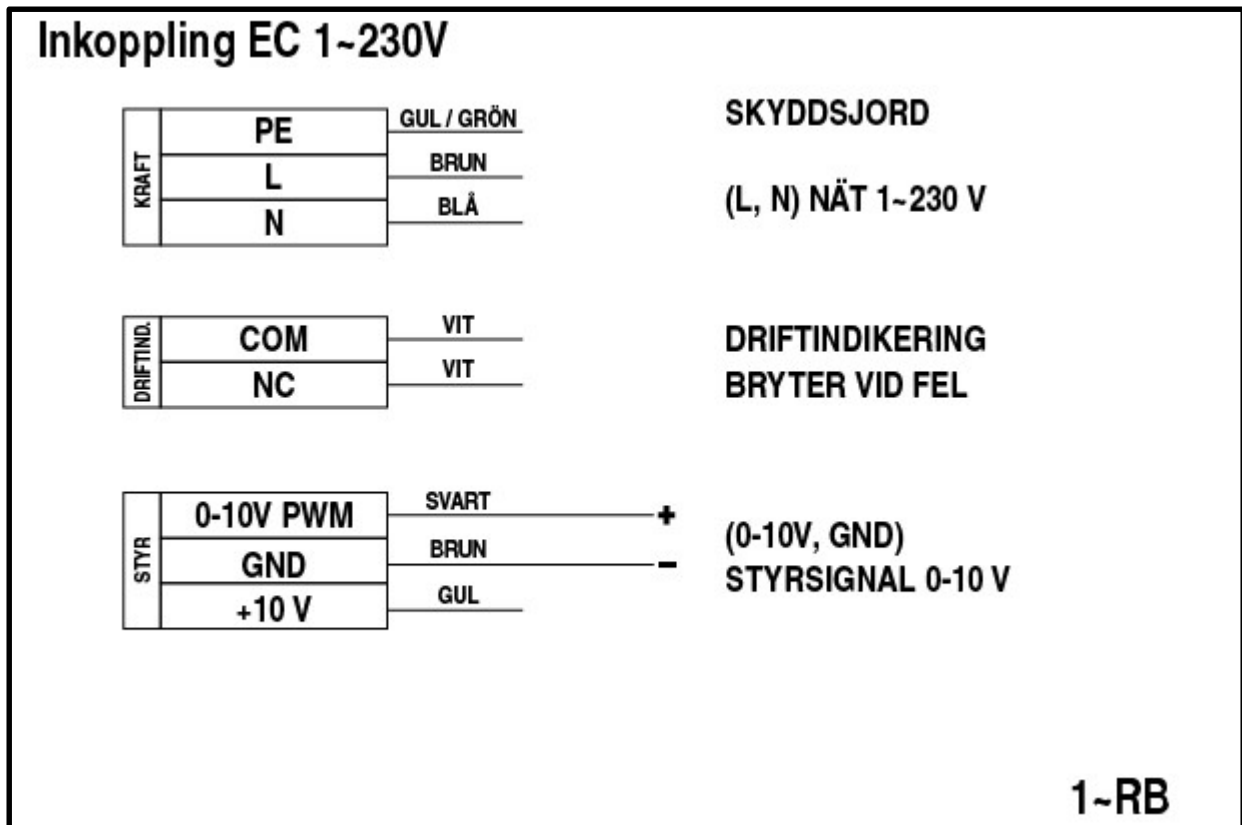 Inkoppling EC 1~230V
KRAFT
PE
GUL / GRÖN
SKYDDSJORD
L
BRUN
N
BLÅ
(L, N) NÄT 1~230 V
DRIFTIND.
COM
VIT
DRIFTINDIKERING
NC
VIT
BRYTER VID FEL
STYR
0-10V PWM
SVART
+
GND
BRUN
-
(0-10V, GND)
STYRSIGNAL 0-10 V
+10 V
GUL
1~RB